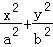 x²/a² + y²/b²